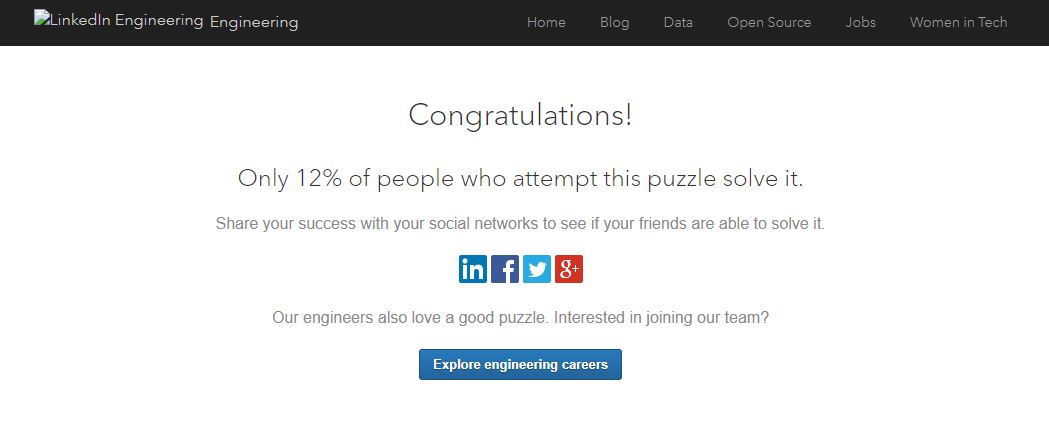 LinkedIn Engineering Engineering Home Blog Data Open Source Jobs Women in Tech
Congratulations!
Only 12% of people who attempt this puzzle solve it.
Share your success with your social networks to see if your friends are able to solve it.
in f g+
Our engineers also love a good puzzle. Interested in joining our team?
Explore engineering careers